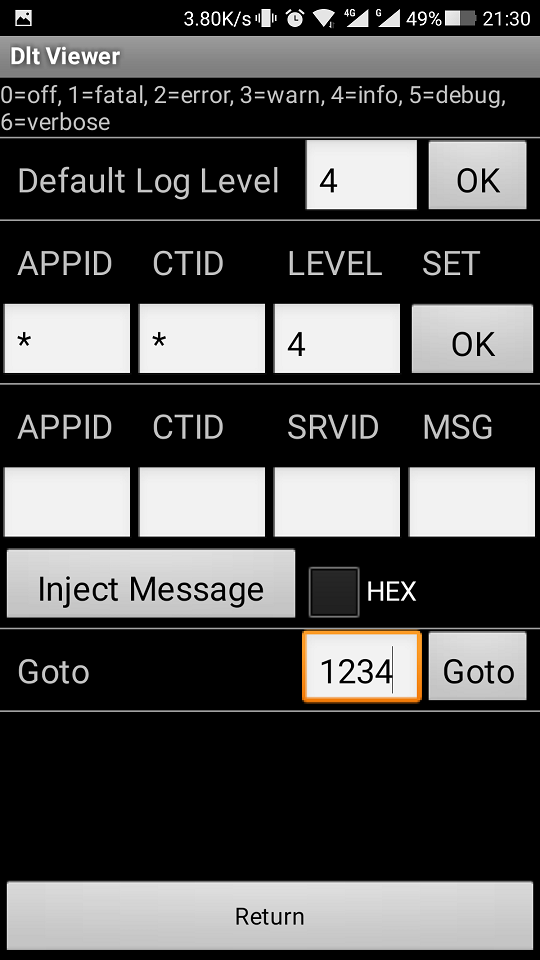 3.80K/s 4G G 49% 21:30
Dlt Viewer
0=off, 1=fatal, 2=error, 3=warn, 4=info, 5=debug,
6=verbose
Default Log Level 4 OK
APPID CTID LEVEL SET
* * 4 OK
APPID CTID SRVID MSG
Inject Message HEX
Goto 1234 Goto
Return